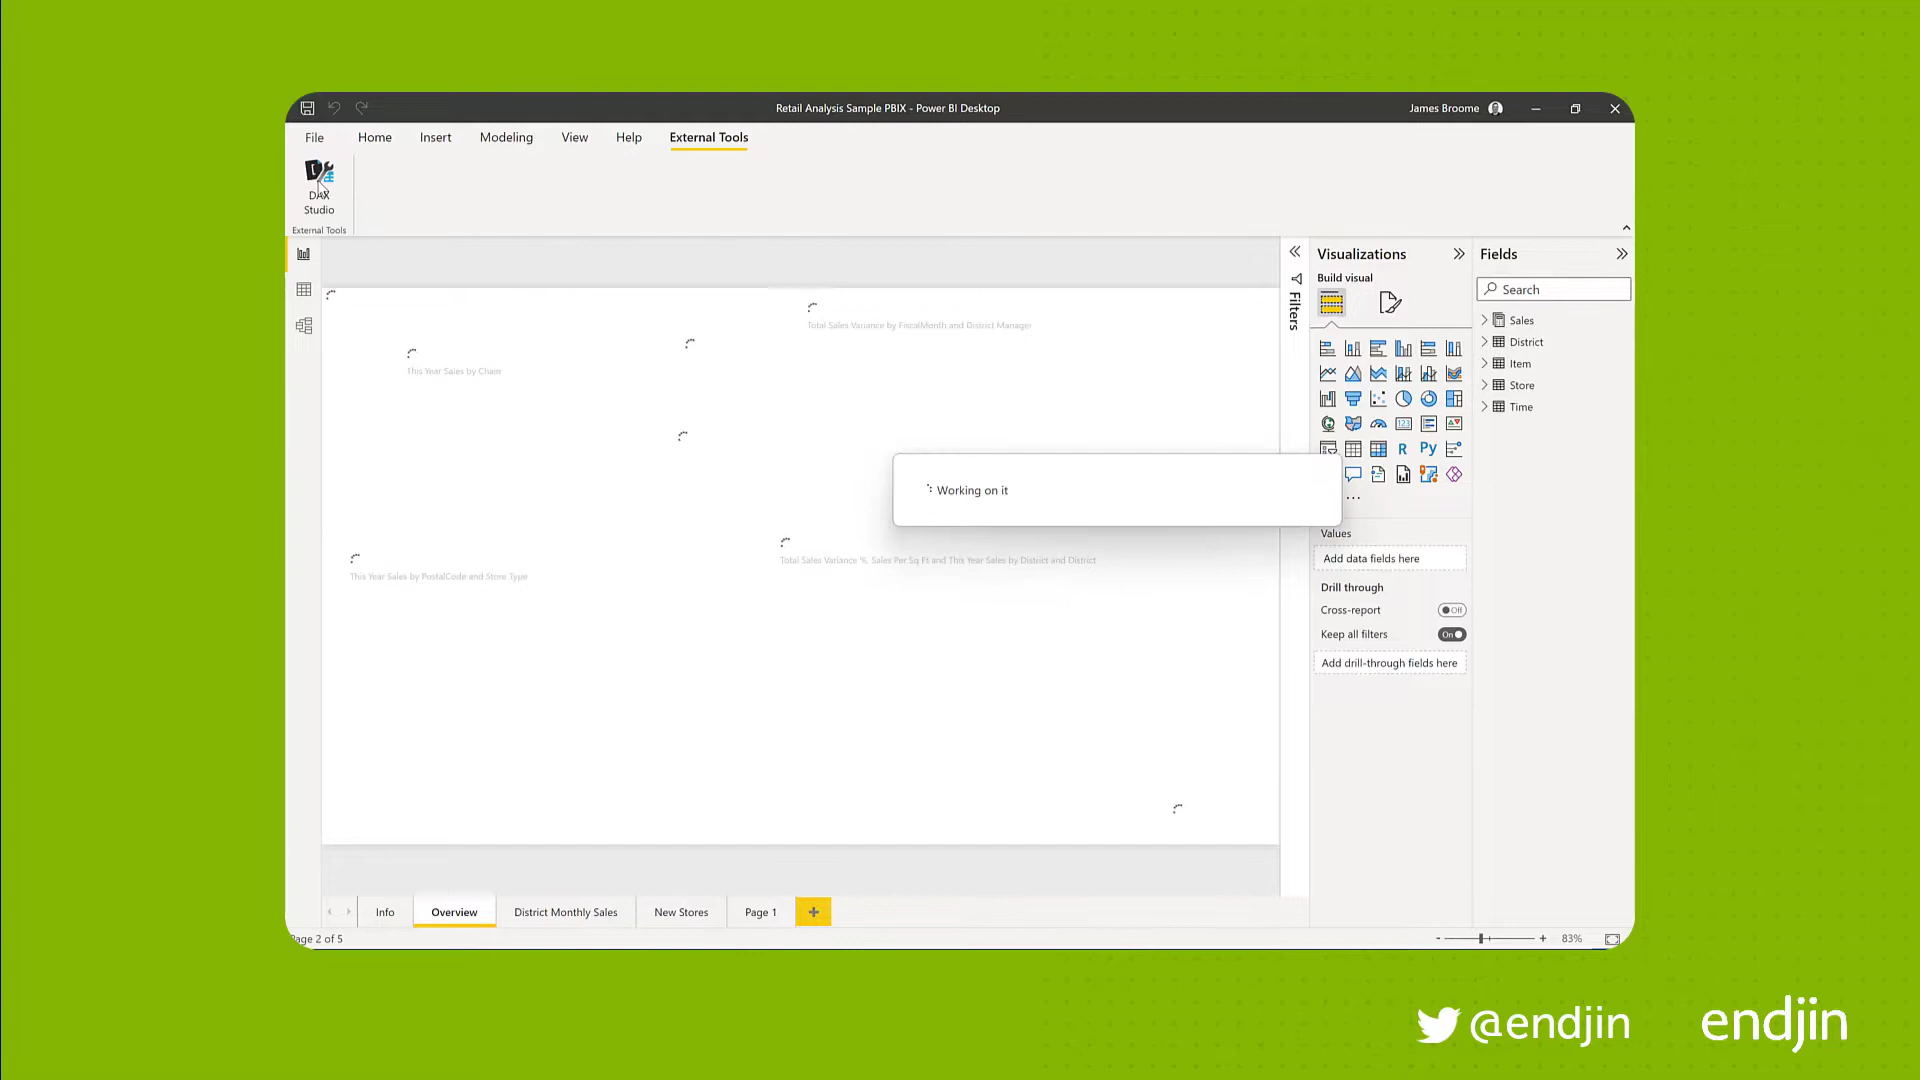 Retail Analysis Sample PBIX - Power BI Desktop
James Broome
File Home Insert Modeling View Help External Tools
DAX
Studio
External Tools
Visualizations
Fields
Build visual
Search
Filters
Sales
District
Item
Store
Time
123
R Py
Total Sales Variance by FiscalMonth and District Manager
This Year Sales by Chain
Working on it
Values
Add data fields here
Total Sales Variance %, Sales Per Sq Ft and This Year Sales by District and District
This Year Sales by PostalCode and Store Type
Drill through
Cross-report Off
Keep all filters On
Add drill-through fields here
Info Overview District Monthly Sales New Stores Page 1 +
Page 2 of 5
- + 83%
@endjin endjin